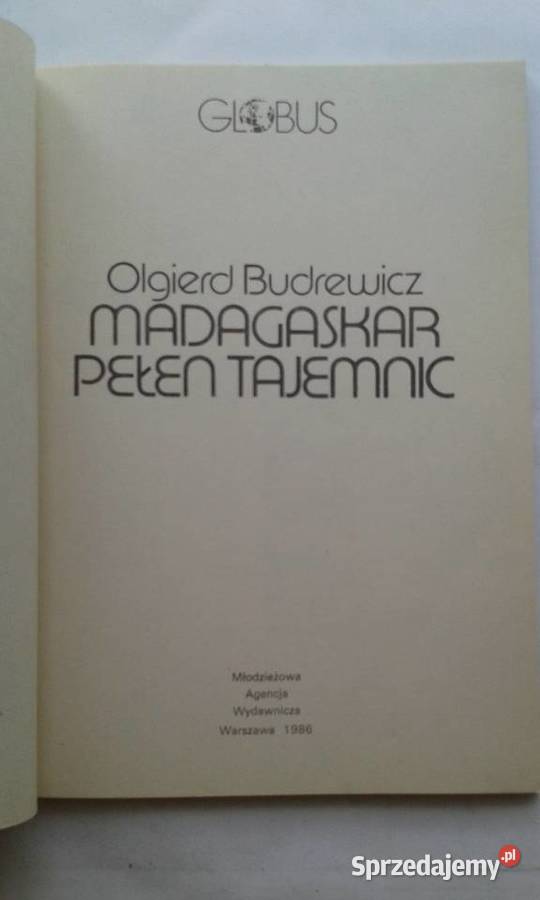 GLOBUS
Olgierd Budrewicz
MADAGASKAR
PEŁEN TAJEMNIC
Młodzieżowa
Agencja
Wydawnicza
Warszawa 1986
Sprzedajemy.pl